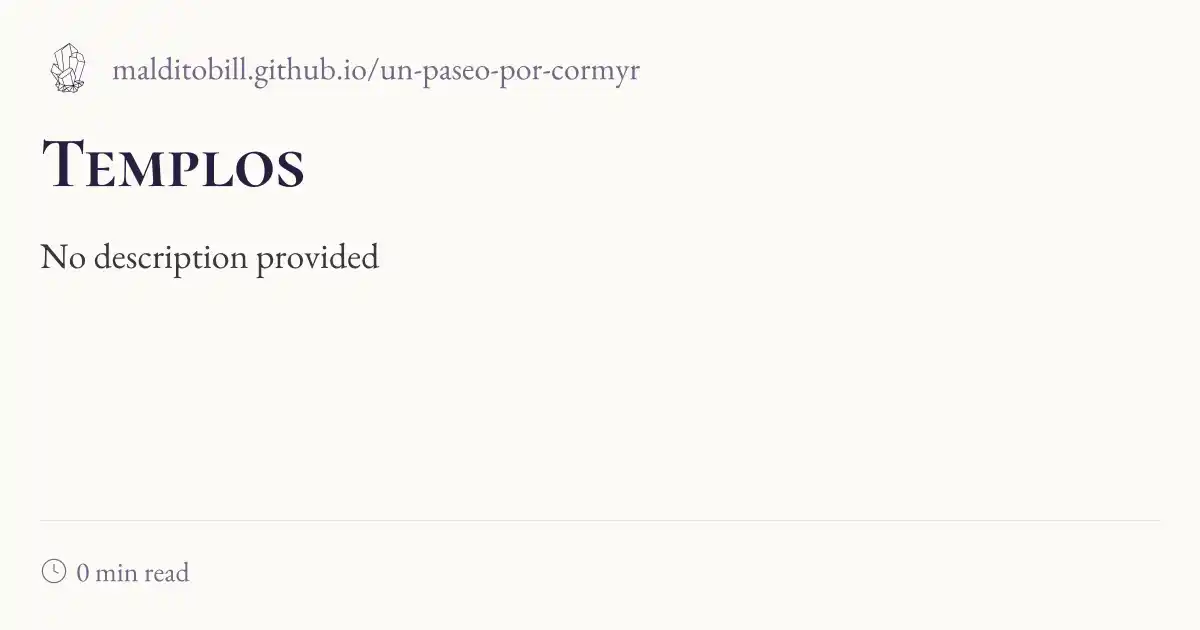 malditobill.github.io/un-paseo-por-cormyr
Templos
No description provided
0 min read